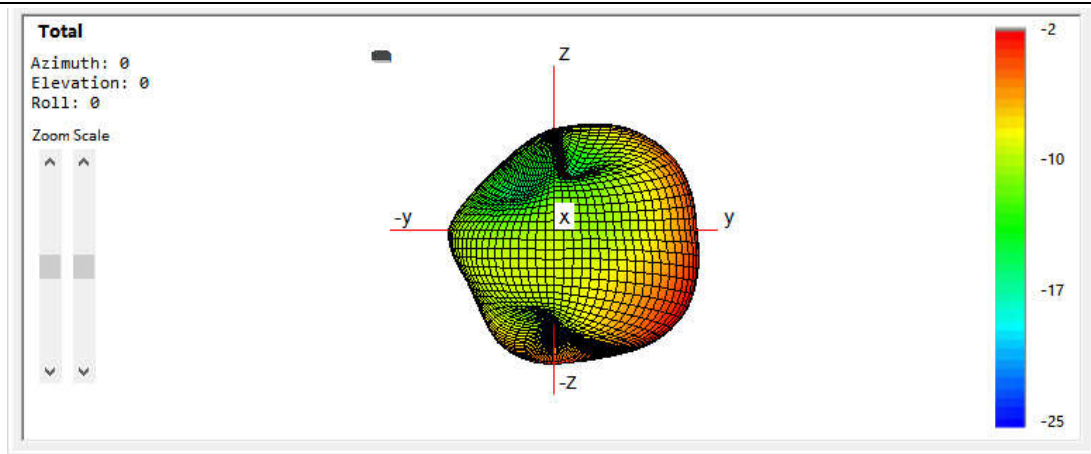 Total
Azimuth: 0
Elevation: 0
Roll: 0
Zoom Scale
Z
-y
x
y
-Z
-2
-10
-17
-25